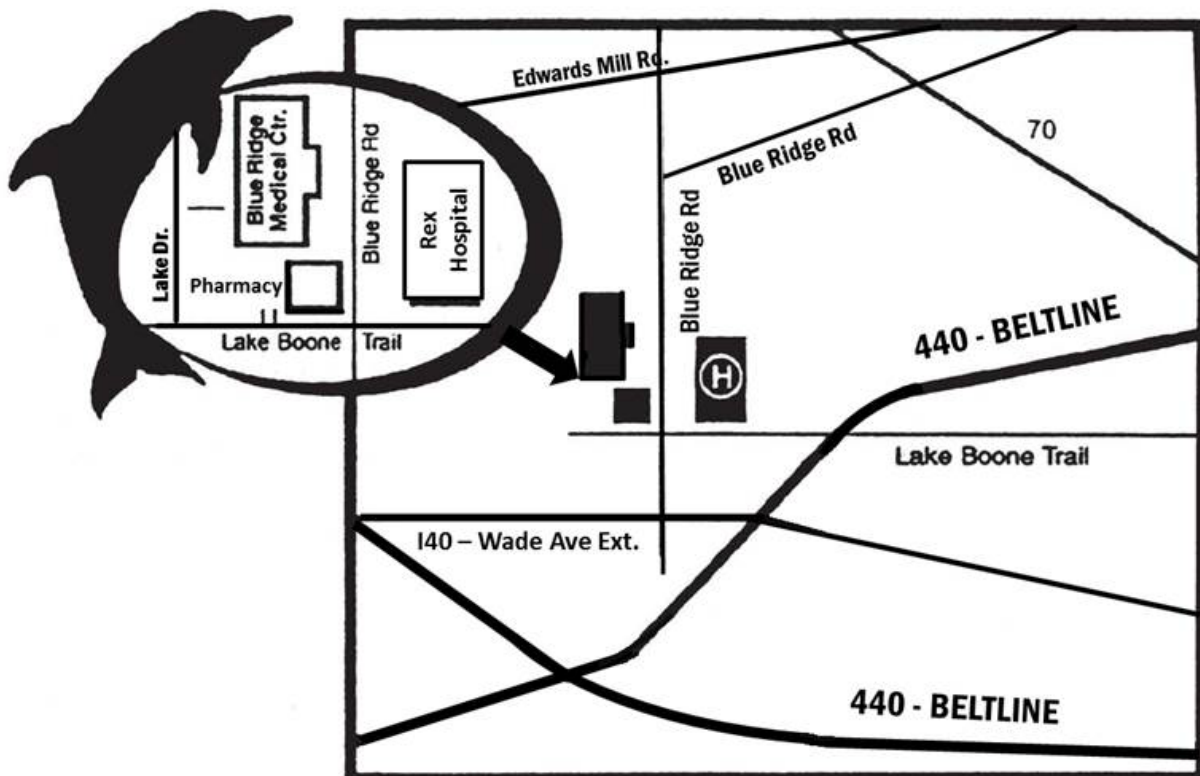 Edwards Mill Rd.
70
Blue Ridge Rd
Blue Ridge
Medical Ctr.
Blue Ridge Rd
Rex
Hospital
Lake Dr.
Pharmacy
Lake Boone Trail
Blue Ridge Rd
H
440 - BELTLINE
Lake Boone Trail
I40 – Wade Ave Ext.
440 - BELTLINE